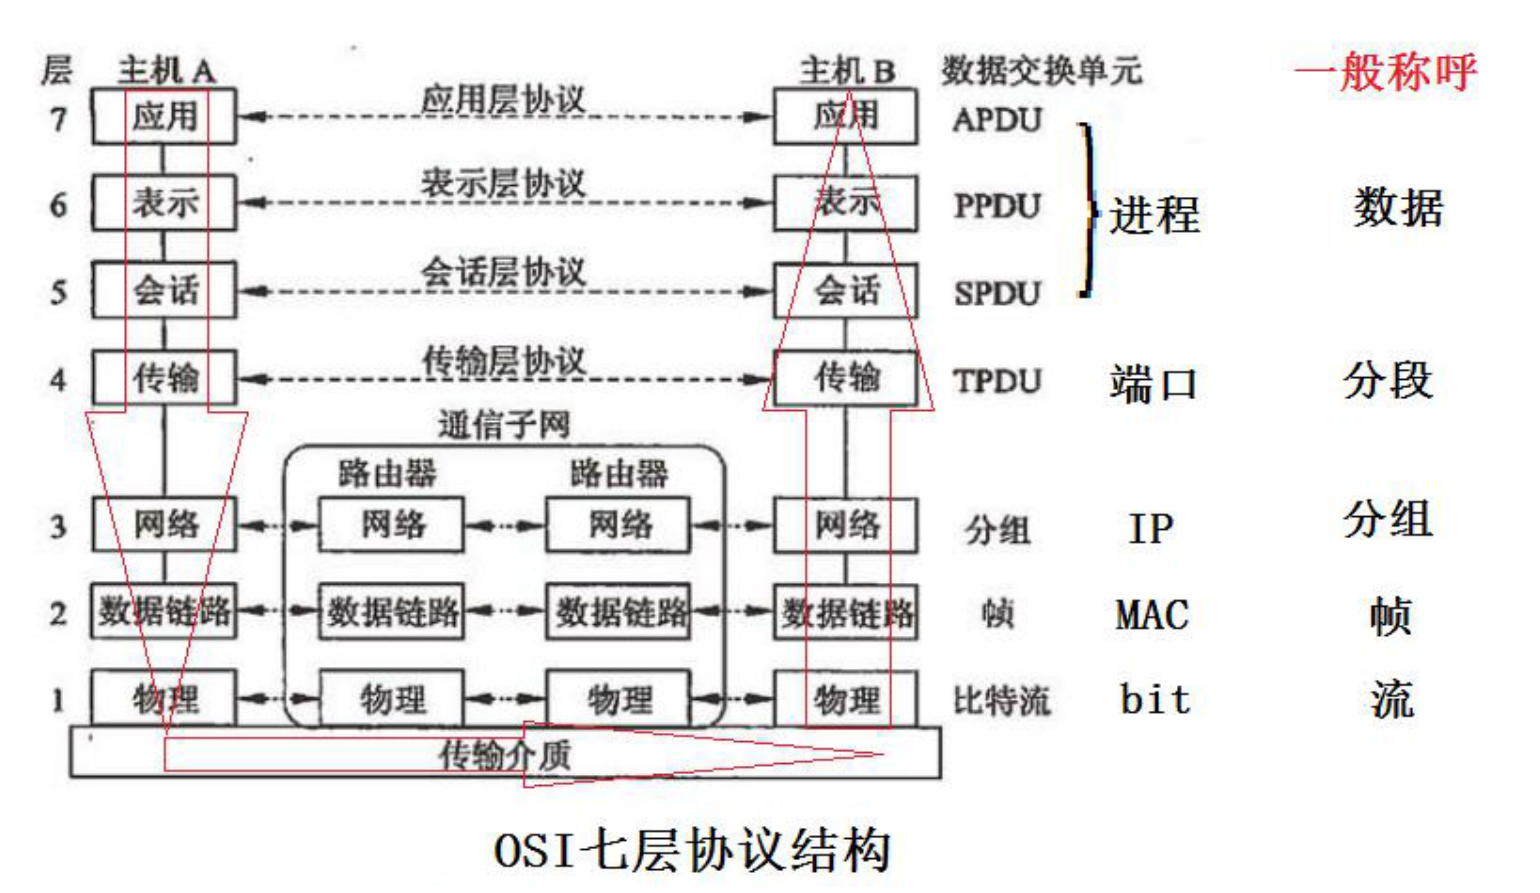 层 主机 A 主机 B 数据交换单元 一般称呼
7 应用 应用层协议 应用 APDU
6 表示 表示层协议 表示 PPDU 进程 数据
5 会话 会话层协议 会话 SPDU
4 传输 传输层协议 传输 TPDU 端口 分段
通信子网
路由器 路由器
3 网络 网络 网络 网络 分组 IP 分组
2 数据链路 数据链路 数据链路 数据链路 帧 MAC 帧
1 物理 物理 物理 物理 比特流 bit 流
传输介质
OSI七层协议结构